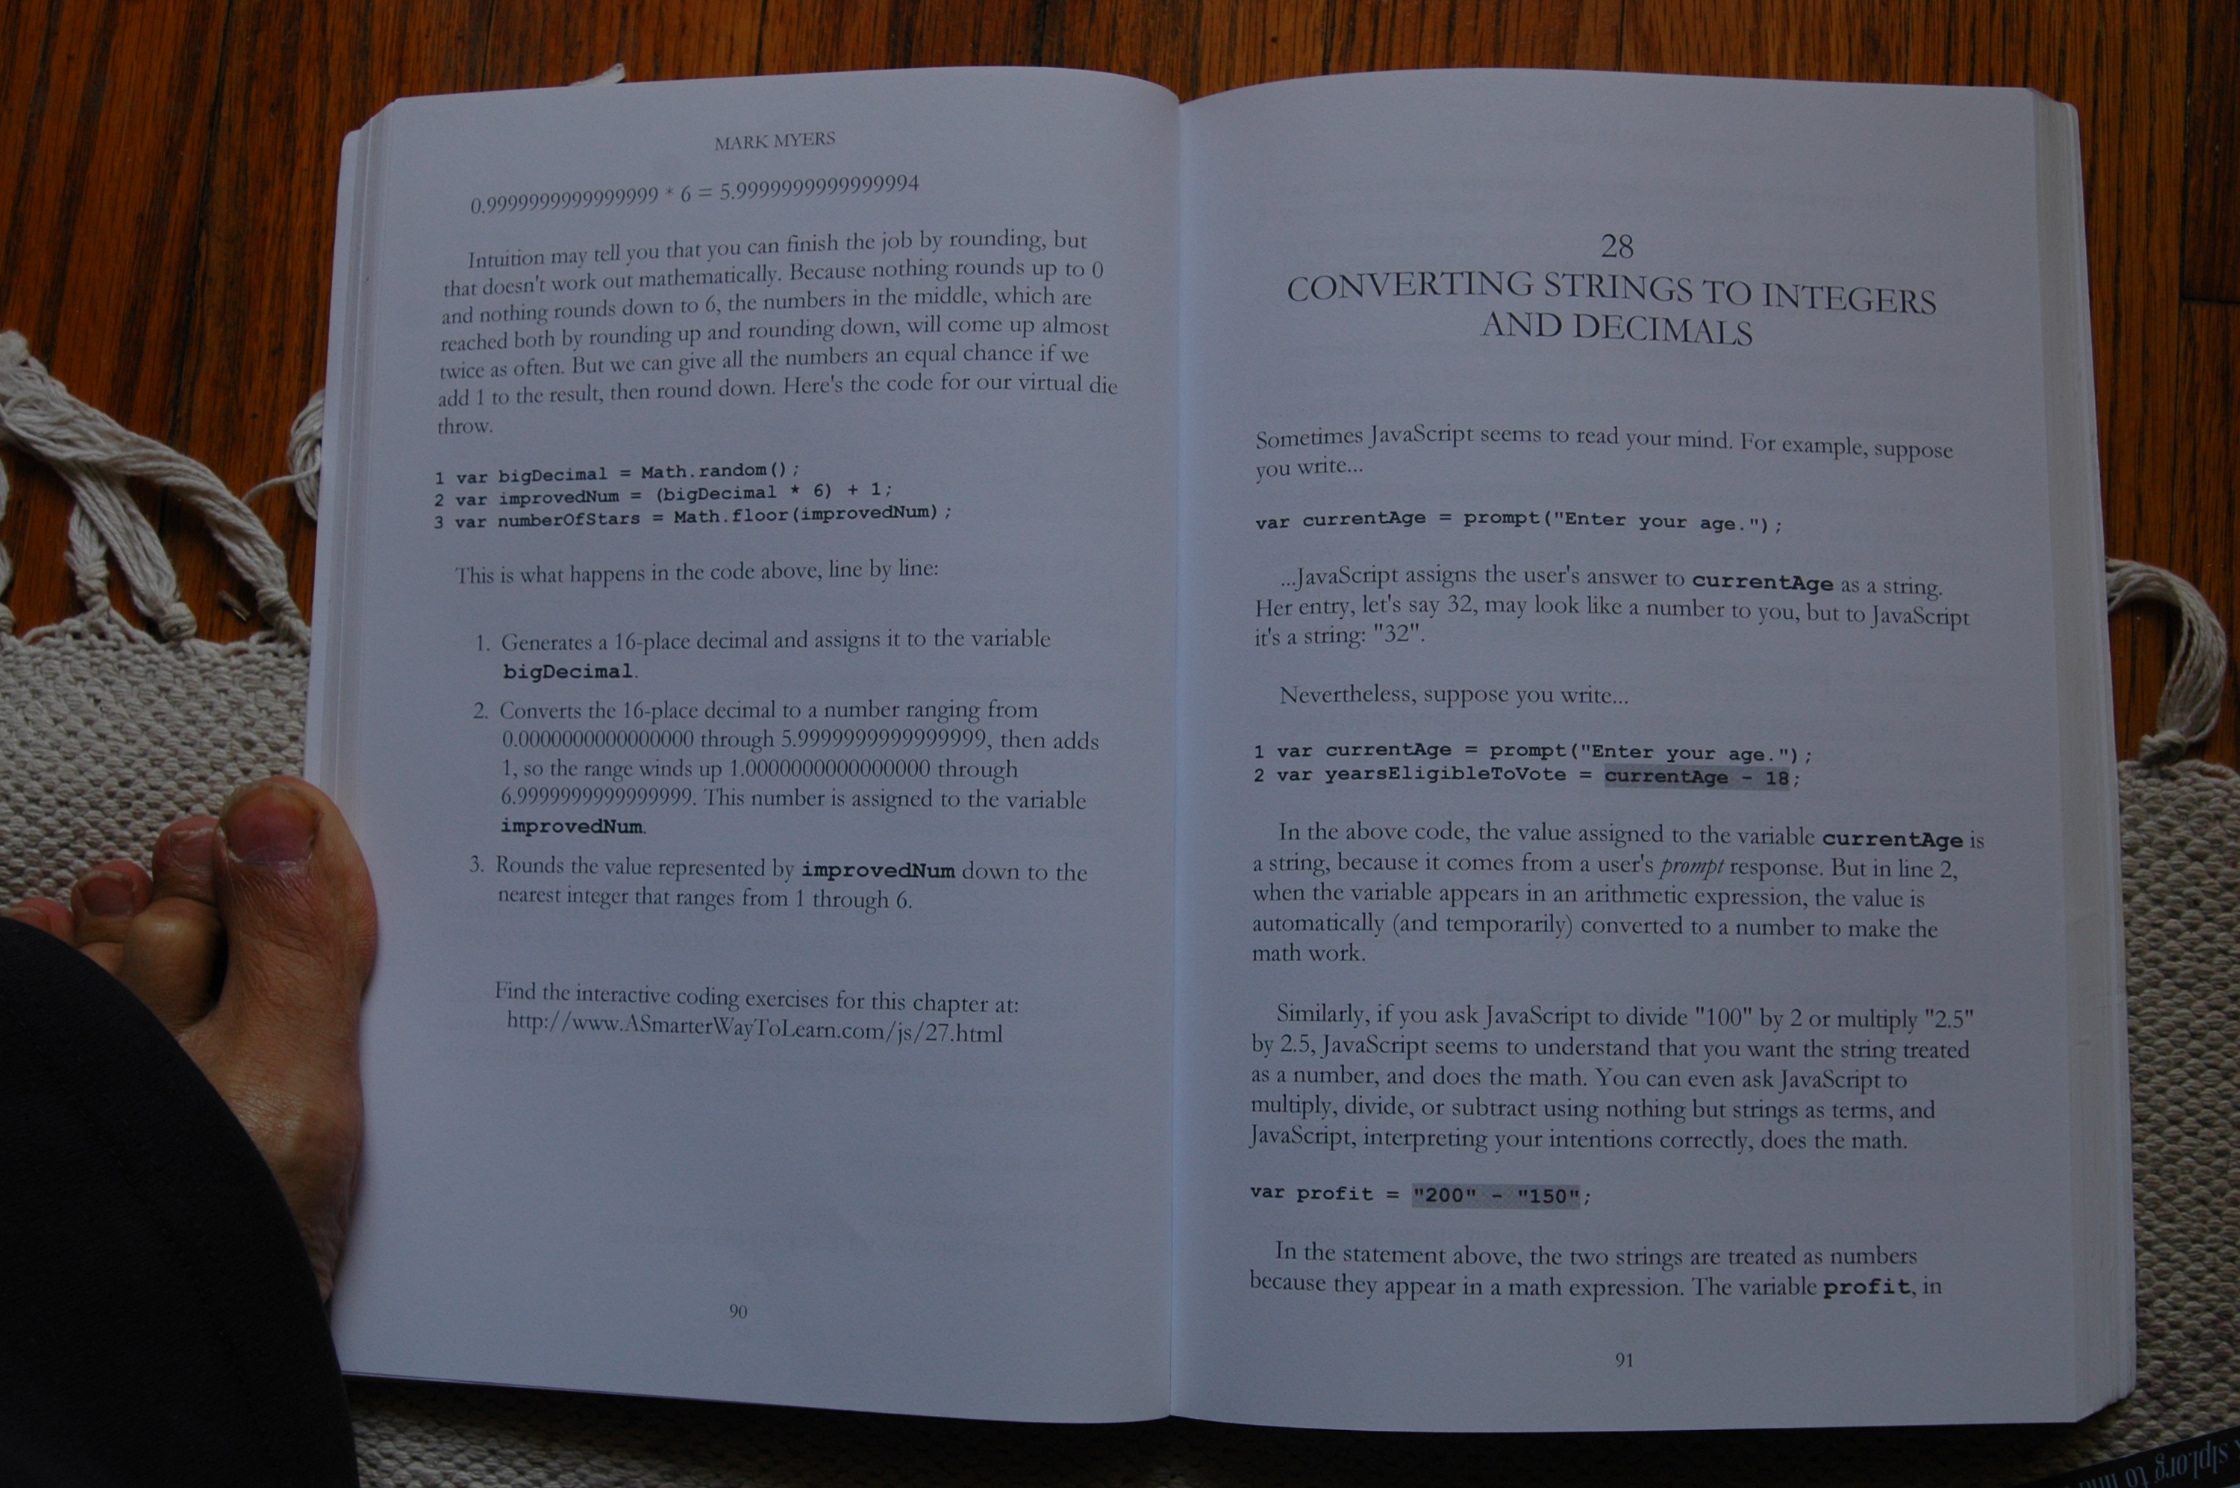 MARK MYERS
0.9999999999999999 * 6 = 5.9999999999999994
Intuition may tell you that you can finish the job by rounding, but
that doesn't work out mathematically. Because nothing rounds up to 0
and nothing rounds down to 6, the numbers in the middle, which are
reached both by rounding up and rounding down, will come up almost
twice as often. But we can give all the numbers an equal chance if we
add 1 to the result, then round down. Here's the code for our virtual die
throw.
1 var bigDecimal = Math.random();
2 var improvedNum = (bigDecimal * 6) + 1;
3 var numberOfStars = Math.floor(improvedNum);
This is what happens in the code above, line by line:
1. Generates a 16-place decimal and assigns it to the variable
bigDecimal.
2. Converts the 16-place decimal to a number ranging from
0.0000000000000000 through 5.9999999999999999, then adds
1, so the range winds up 1.0000000000000000 through
6.9999999999999999. This number is assigned to the variable
improvedNum.
3. Rounds the value represented by improvedNum down to the
nearest integer that ranges from 1 through 6.
Find the interactive coding exercises for this chapter at:
http://www.ASmarterWayToLearn.com/js/27.html
90
28
CONVERTING STRINGS TO INTEGERS
AND DECIMALS
Sometimes JavaScript seems to read your mind. For example, suppose
you write...
var currentAge = prompt("Enter your age.");
...JavaScript assigns the user's answer to currentAge as a string.
Her entry, let's say 32, may look like a number to you, but to JavaScript
it's a string: "32".
Nevertheless, suppose you write...
1 var currentAge = prompt("Enter your age.");
2 var yearsEligibleToVote = currentAge - 18;
In the above code, the value assigned to the variable currentAge is
a string, because it comes from a user's prompt response. But in line 2,
when the variable appears in an arithmetic expression, the value is
automatically (and temporarily) converted to a number to make the
math work.
Similarly, if you ask JavaScript to divide "100" by 2 or multiply "2.5"
by 2.5, JavaScript seems to understand that you want the string treated
as a number, and does the math. You can even ask JavaScript to
multiply, divide, or subtract using nothing but strings as terms, and
JavaScript, interpreting your intentions correctly, does the math.
var profit = "200" - "150";
In the statement above, the two strings are treated as numbers
because they appear in a math expression. The variable profit, in
91
slpl.org to